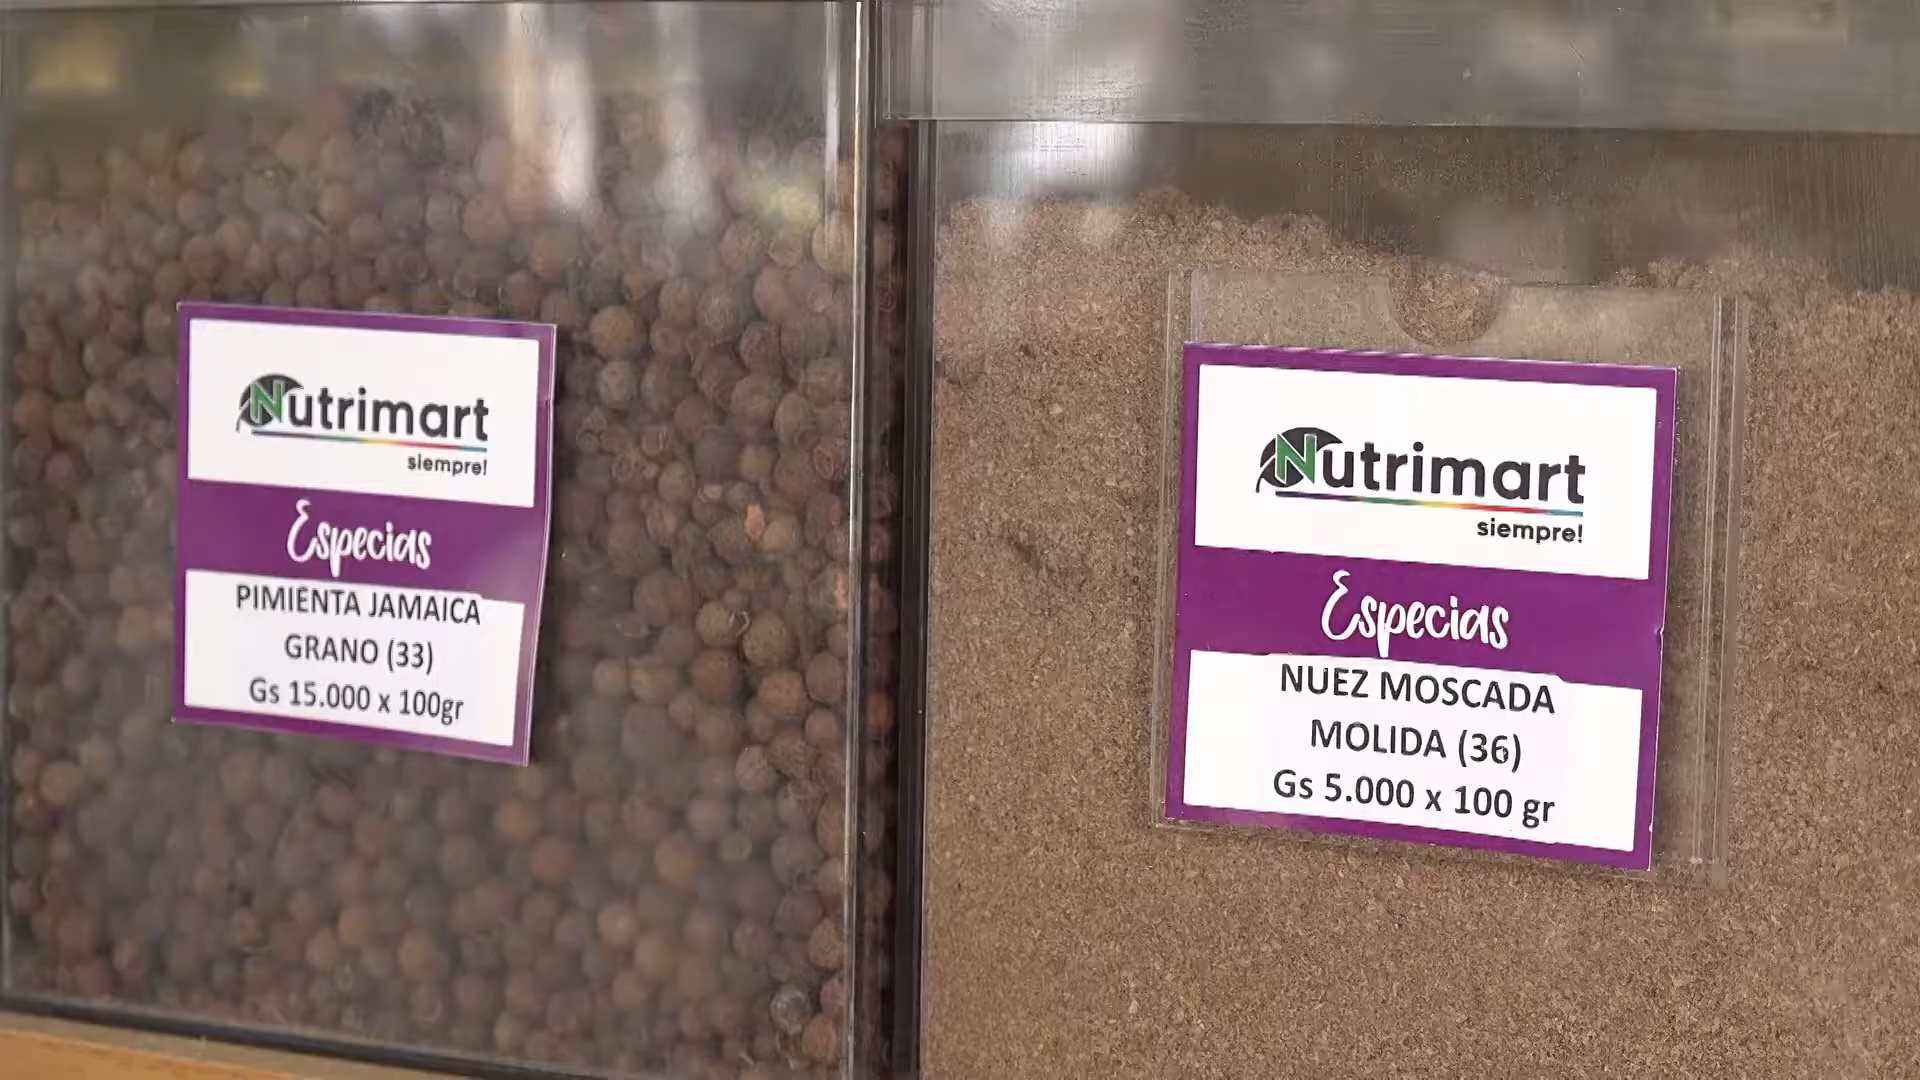 Nutrimart
siempre!
Especias
PIMIENTA JAMAICA
GRANO (33)
Gs 15.000 x 100gr
Nutrimart
siempre!
Especias
NUEZ MOSCADA
MOLIDA (36)
Gs 5.000 x 100 gr